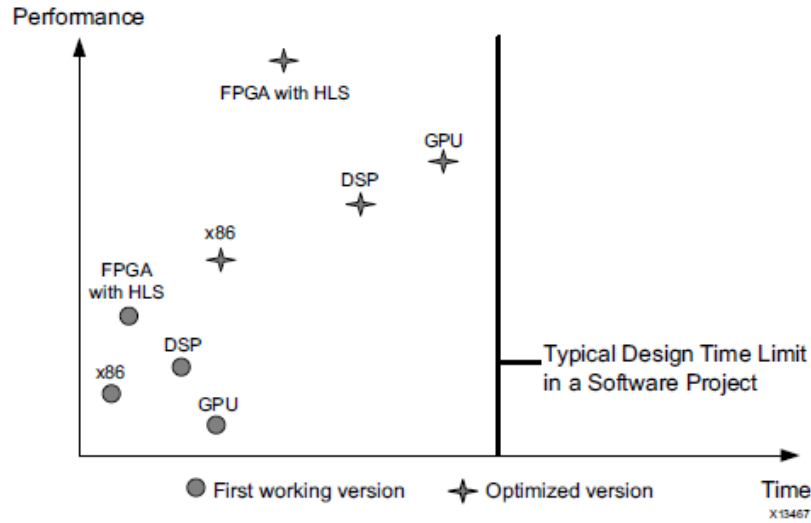 Performance
FPGA with HLS
GPU
DSP
x86
FPGA
with HLS
DSP
x86
GPU
Typical Design Time Limit
in a Software Project
First working version
Optimized version
Time
X13467